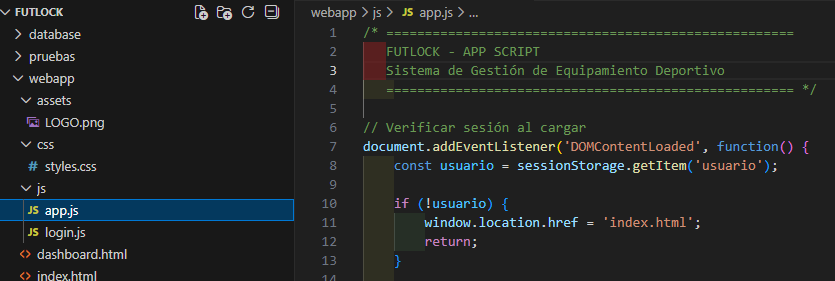 FUTLOCK
database
pruebas
webapp
assets
LOGO.png
css
# styles.css
js
JS app.js
JS login.js
<> dashboard.html
<> index.html
webapp > js > JS app.js > ...
1 /* =====================================================
2 FUTLOCK - APP SCRIPT
3 Sistema de Gestión de Equipamiento Deportivo
4 ===================================================== */
5
6 // Verificar sesión al cargar
7 document.addEventListener('DOMContentLoaded', function() {
8 const usuario = sessionStorage.getItem('usuario');
9
10 if (!usuario) {
11 window.location.href = 'index.html';
12 return;
13 }
14